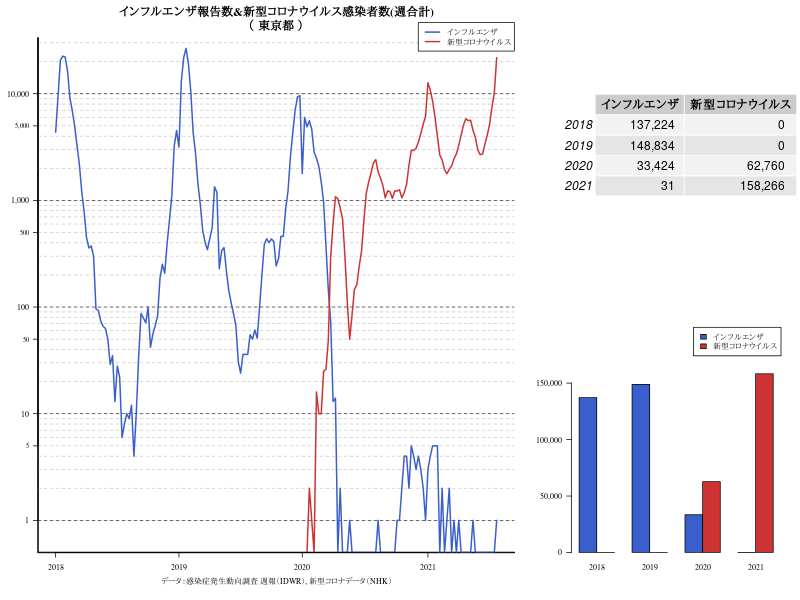 インフルエンザ報告数&新型コロナウイルス感染者数(週合計)
( 東京都 )
インフルエンザ
新型コロナウイルス
10,000
5,000
1,000
500
100
50
10
5
1
2018 2019 2020 2021
データ:感染症発生動向調査 週報(IDWR)、新型コロナデータ(NHK)
インフルエンザ 新型コロナウイルス
2018 137,224 0
2019 148,834 0
2020 33,424 62,760
2021 31 158,266
インフルエンザ
新型コロナウイルス
150,000
100,000
50,000
0
2018 2019 2020 2021